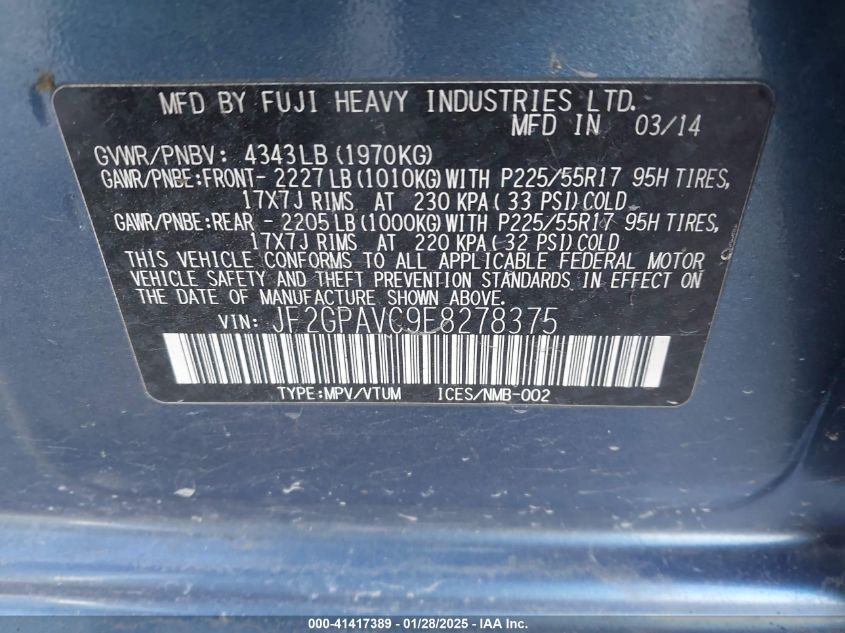 MFD BY FUJI HEAVY INDUSTRIES LTD.
MFD IN 03/14
GVWR/PNBV: 4343LB(1970KG)
GAWR/PNBE:FRONT- 2227LB(1010KG)WITH P225/55R17 95H TIRES,
17X7J RIMS AT 230 KPA( 33 PSI)COLD
GAWR/PNBE:REAR - 2205LB(1000KG)WITH P225/55R17 95H TIRES,
17X7J RIMS AT 220 KPA( 32 PSI)COLD
THIS VEHICLE CONFORMS TO ALL APPLICABLE FEDERAL MOTOR
VEHICLE SAFETY AND THEFT PREVENTION STANDARDS IN EFFECT ON
THE DATE OF MANUFACTURE SHOWN ABOVE.
VIN: JF2GPAVC9E8278375
TYPE:MPV/VTUM ICES/NMB-002
000-41417389 - 01/28/2025 - IAA Inc.